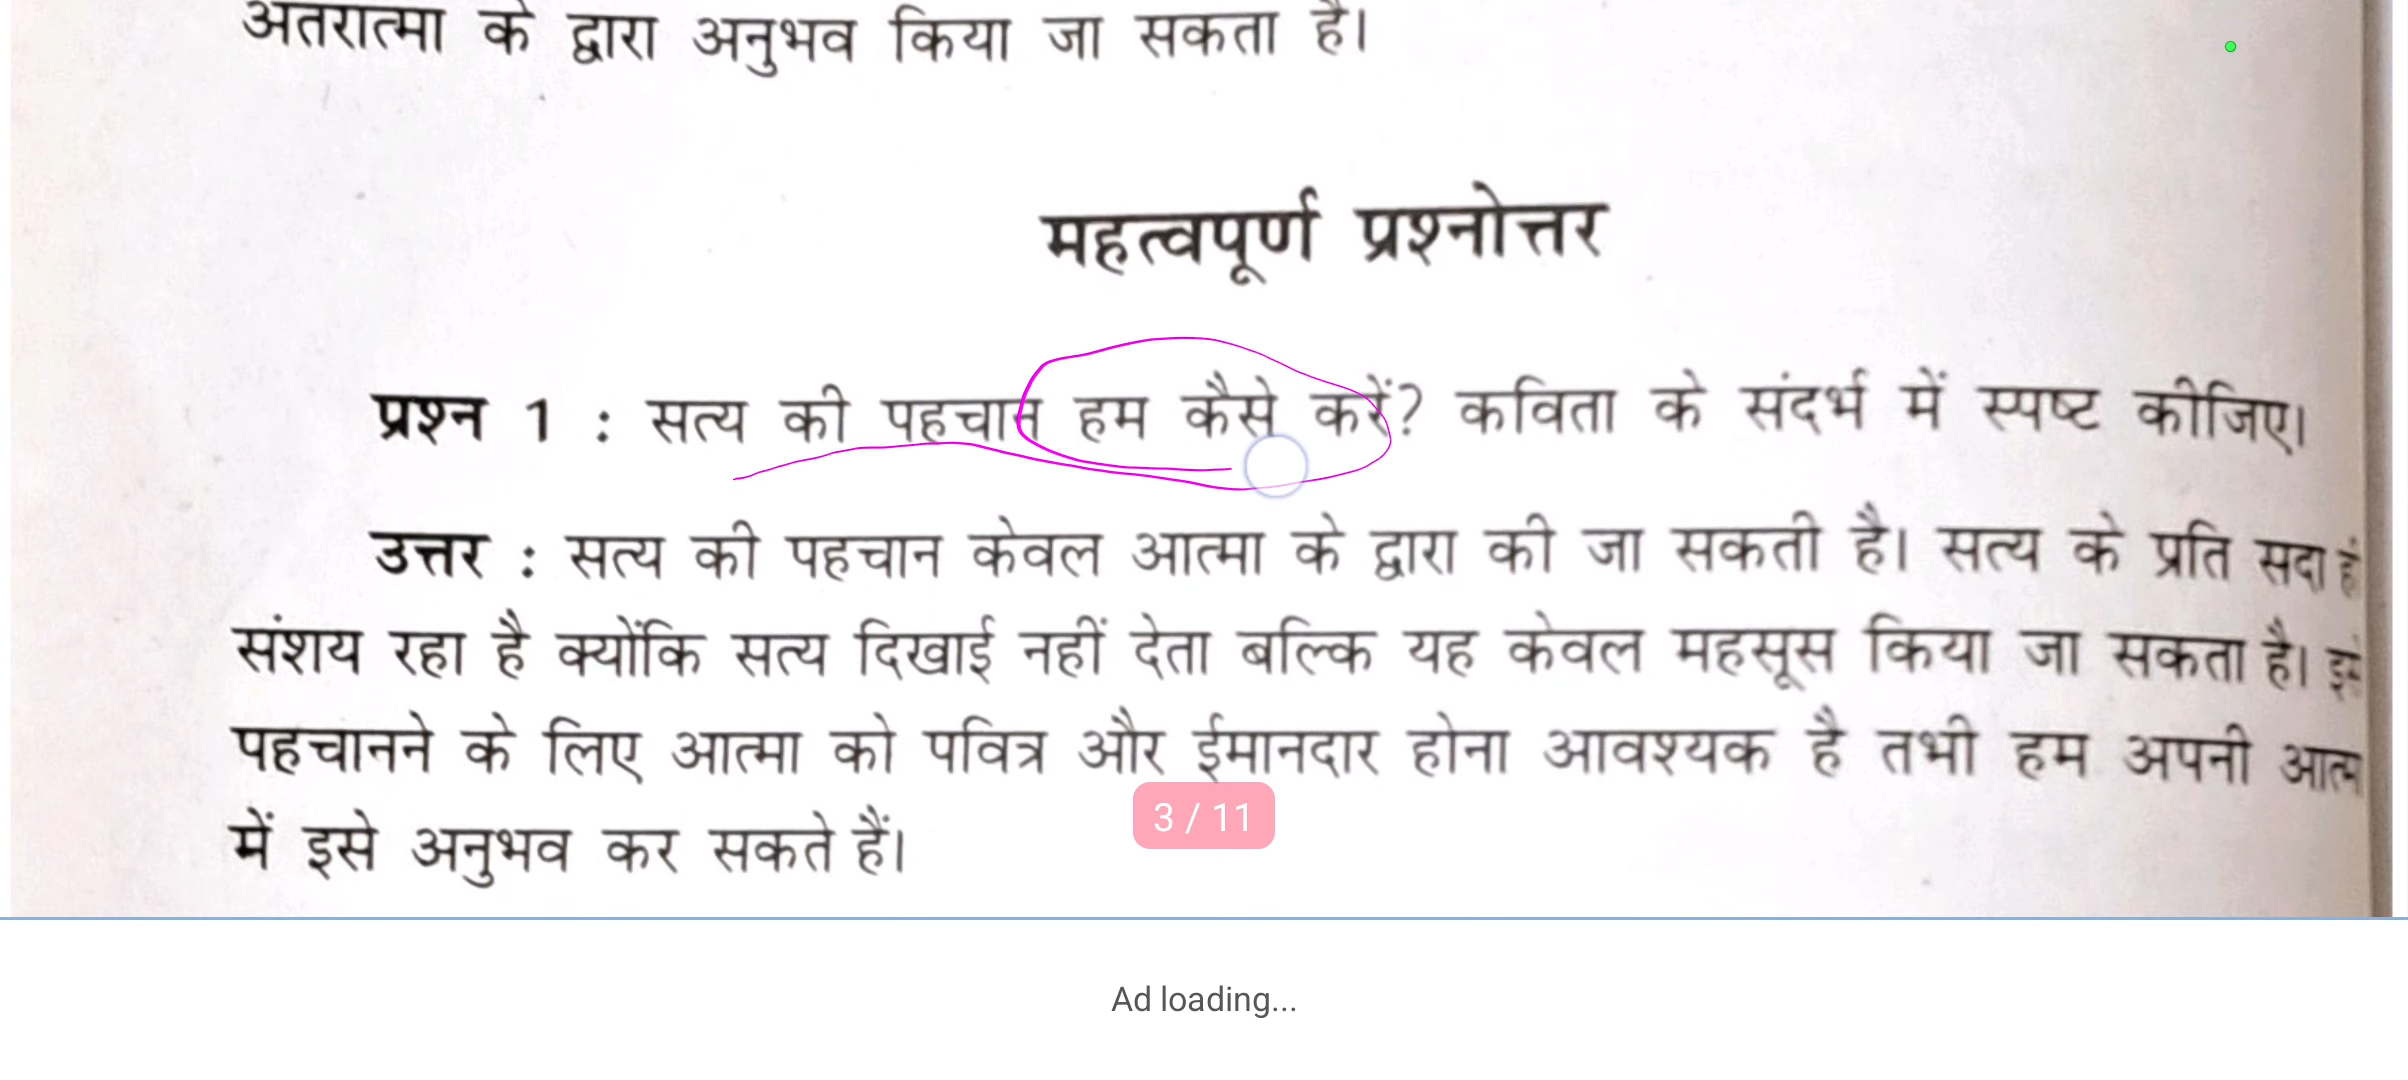 अंतरात्मा के द्वारा अनुभव किया जा सकता है।
महत्वपूर्ण प्रश्नोत्तर
प्रश्न 1 : सत्य की पहचान हम कैसे करें? कविता के संदर्भ में स्पष्ट कीजिए।
उत्तर : सत्य की पहचान केवल आत्मा के द्वारा की जा सकती है। सत्य के प्रति सदा
संशय रहा है क्योंकि सत्य दिखाई नहीं देता बल्कि यह केवल महसूस किया जा सकता है।
पहचानने के लिए आत्मा को पवित्र और ईमानदार होना आवश्यक है तभी हम अपनी
में इसे अनुभव कर सकते हैं।
3 / 11
Ad loading...